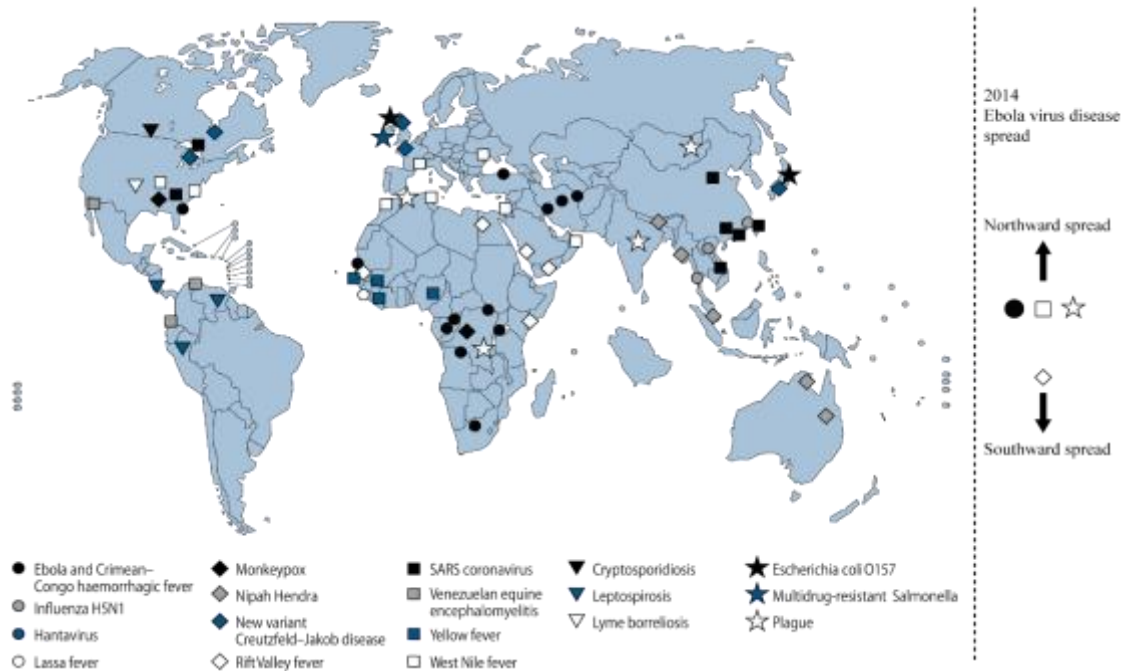 2014
Ebola virus disease
spread
Northward spread
Southward spread
Ebola and Crimean–
Congo haemorrhagic fever
Influenza H5N1
Hantavirus
Lassa fever
Monkeypox
Nipah Hendra
New variant
Creutzfeld–Jakob disease
Rift Valley fever
SARS coronavirus
Venezuelan equine
encephalomyelitis
Yellow fever
West Nile fever
Cryptosporidiosis
Leptospirosis
Lyme borreliosis
Escherichia coli O157
Multidrug-resistant Salmonella
Plague